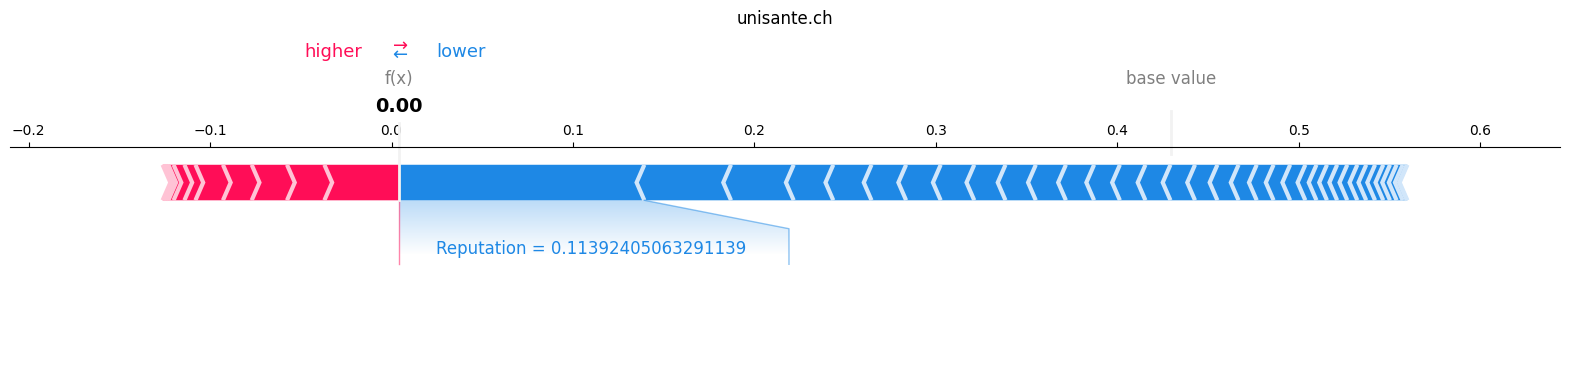 unisante.ch
higher ⇄ lower
f(x) base value
0.00
−0.2 −0.1 0.0 0.1 0.2 0.3 0.4 0.5 0.6
Reputation = 0.11392405063291139